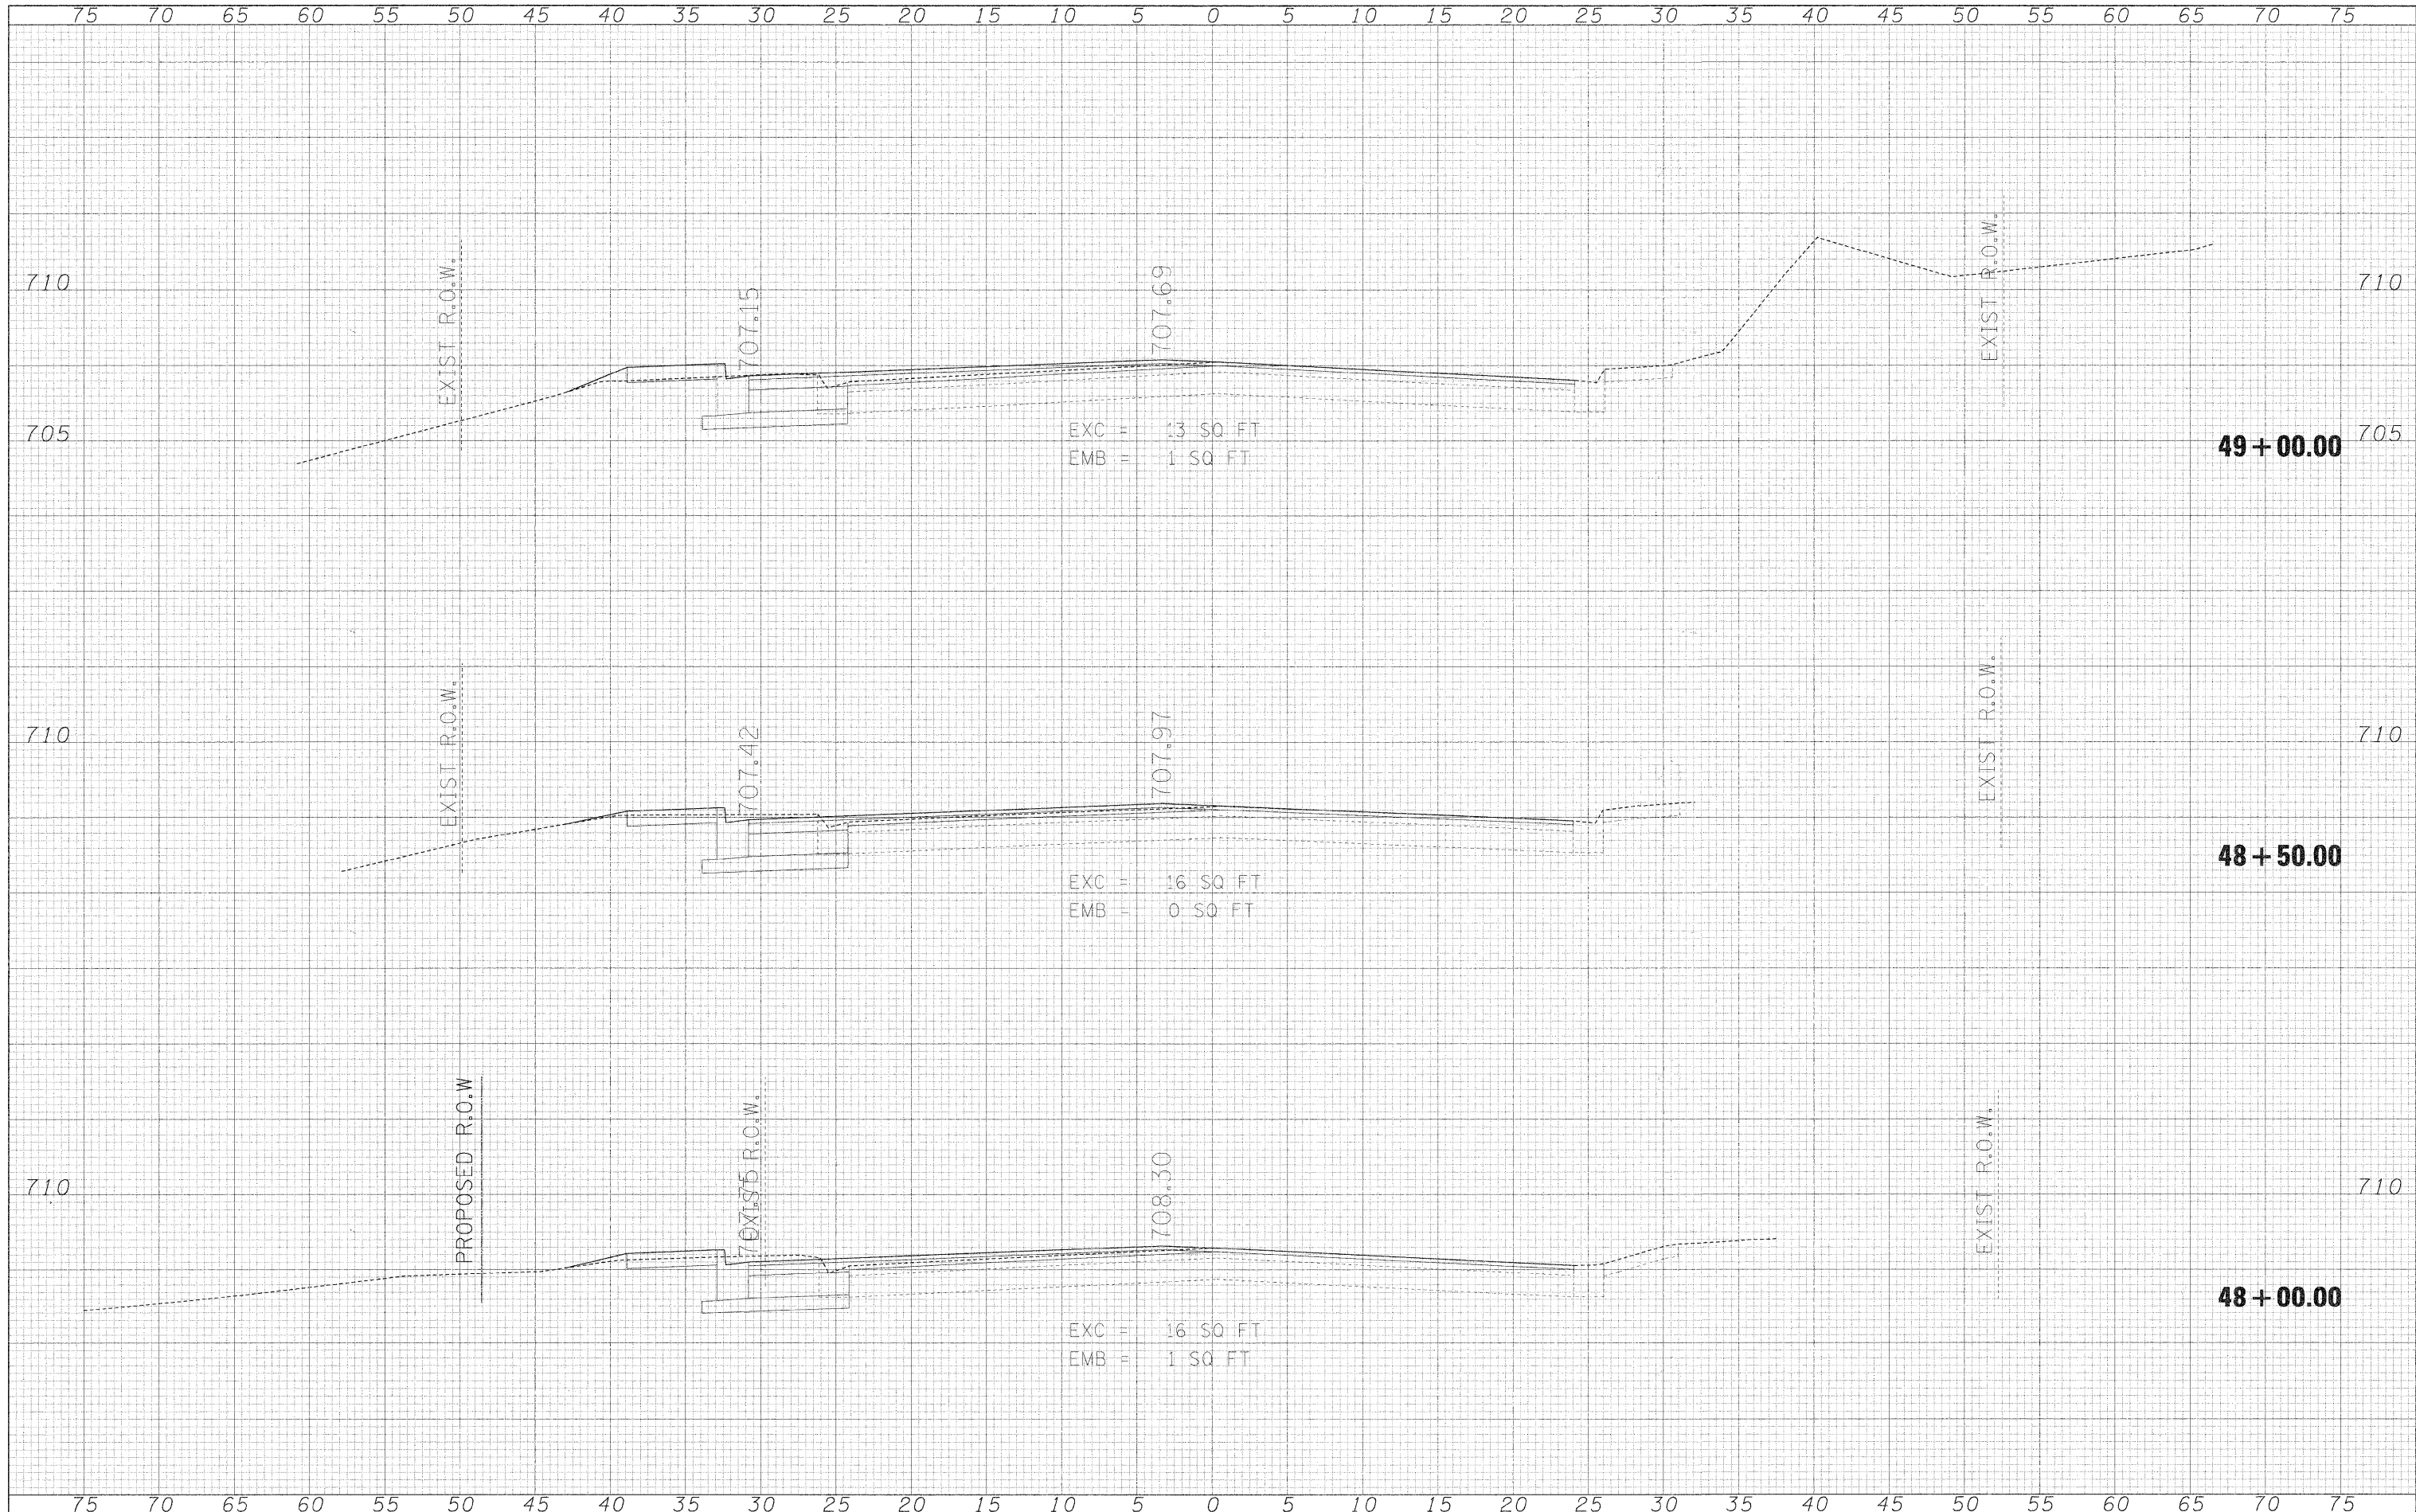 75 70 65 60 55 50 45 40 35 30 25 20 15 10 5 0 5 10 15 20 25 30 35 40 45 50 55 60 65 70 75
EXIST R.O.W.
707.15
707.69
EXIST R.O.W.
710
710
705
705
EXC = 13 SQ FT
EMB = 1 SQ FT
49+00.00
EXIST R.O.W.
707.42
707.97
EXIST R.O.W.
710
710
48+50.00
EXC = 16 SQ FT
EMB = 0 SQ FT
PROPOSED R.O.W
707.75
EXIST R.O.W.
708.30
EXIST R.O.W.
710
710
48+00.00
EXC = 16 SQ FT
EMB = 1 SQ FT
75 70 65 60 55 50 45 40 35 30 25 20 15 10 5 0 5 10 15 20 25 30 35 40 45 50 55 60 65 70 75